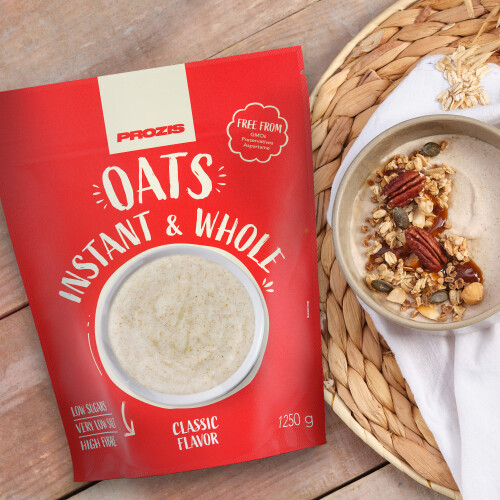 PROZIS
FREE FROM
GMOs
Preservatives
Aspartame
OATS
INSTANT & WHOLE
LOW SUGARS
VERY LOW SALT
HIGH FIBRE
CLASSIC
FLAVOR
1250 g